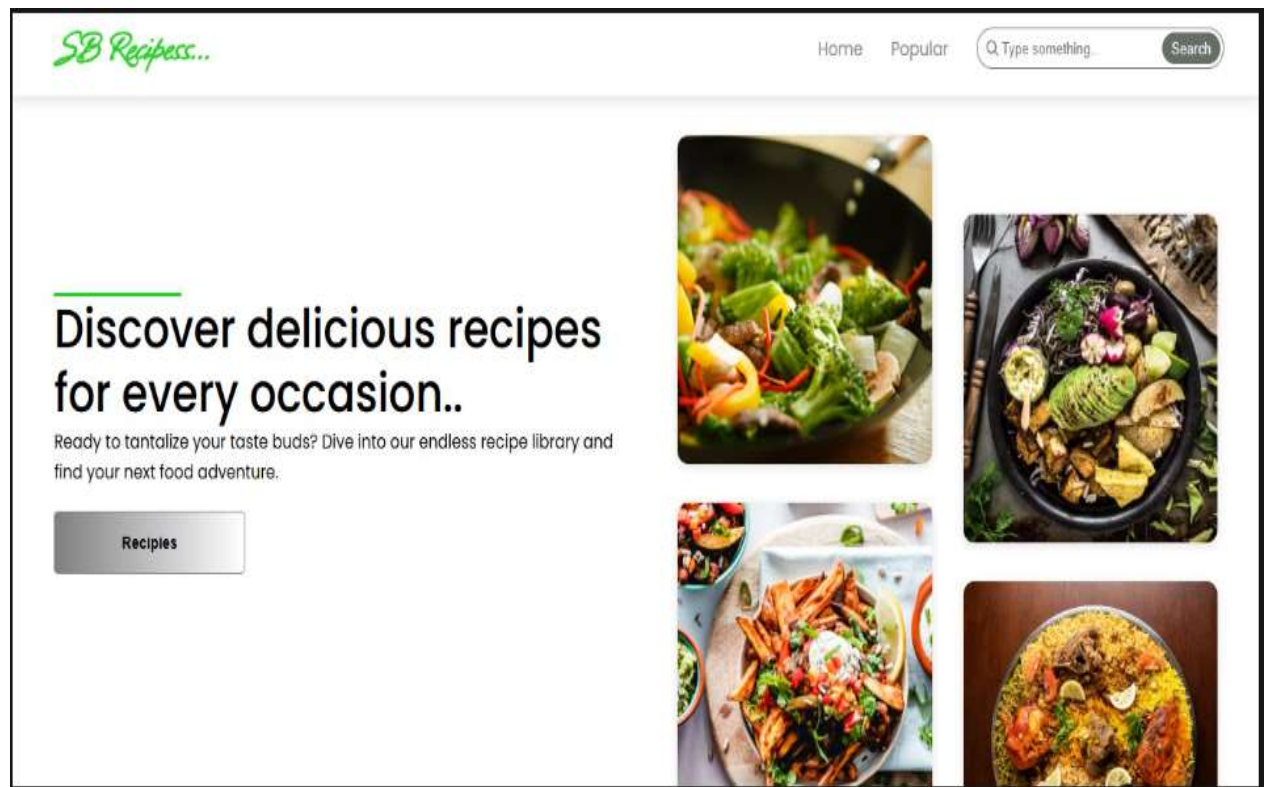 SB Recipess...
Home
Popular
Type something..
Search
Discover delicious recipes
for every occasion..
Ready to tantalize your taste buds? Dive into our endless recipe library and
find your next food adventure.
Recipies